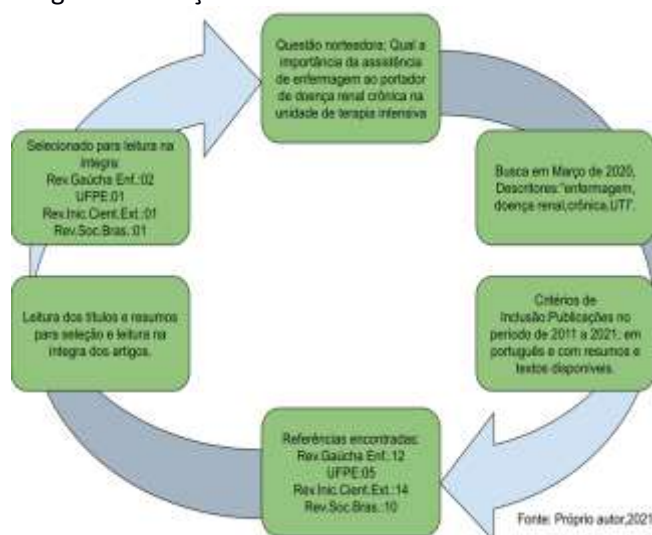 Questão norteadora: Qual a
importância da assistência
de enfermagem ao portador
de doença renal crônica na
unidade de terapia intensiva
Busca em Março de 2020,
Descritores:"enfermagem,
doença renal,crônica,UTI".
Critérios de
Inclusão:Publicações no
período de 2011 a 2021, em
português e com resumos e
textos disponíveis.
Referências encontradas:
Rev.Gaúcha Enf.:12
UFPE:05
Rev.Inic.Cient.Ext.:14
Rev.Soc.Bras.:10
Leitura dos títulos e resumos
para seleção e leitura na
íntegra dos artigos.
Selecionado para leitura na
íntegra:
Rev.Gaúcha Enf.:02
UFPE:01
Rev.Inic.Cient.Ext.:01
Rev.Soc.Bras. :01
Fonte: Próprio autor,2021